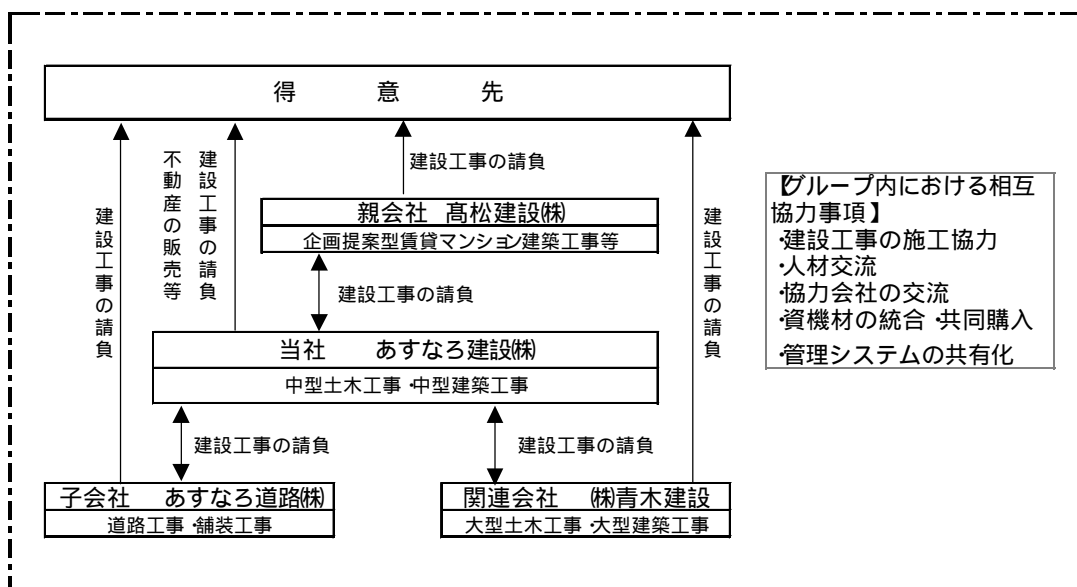 得 意 先
建設工事の請負
不動産の販売等
建設工事の請負
建設工事の請負
建設工事の請負
親会社 髙松建設㈱
企画提案型賃貸マンション建築工事等
建設工事の請負
当社 あすなろ建設㈱
中型土木工事・中型建築工事
建設工事の請負
建設工事の請負
子会社 あすなろ道路㈱
道路工事・舗装工事
関連会社 ㈱青木建設
大型土木工事・大型建築工事
【グループ内における相互
協力事項】
・建設工事の施工協力
・人材交流
・協力会社の交流
・資機材の統合・共同購入
・管理システムの共有化